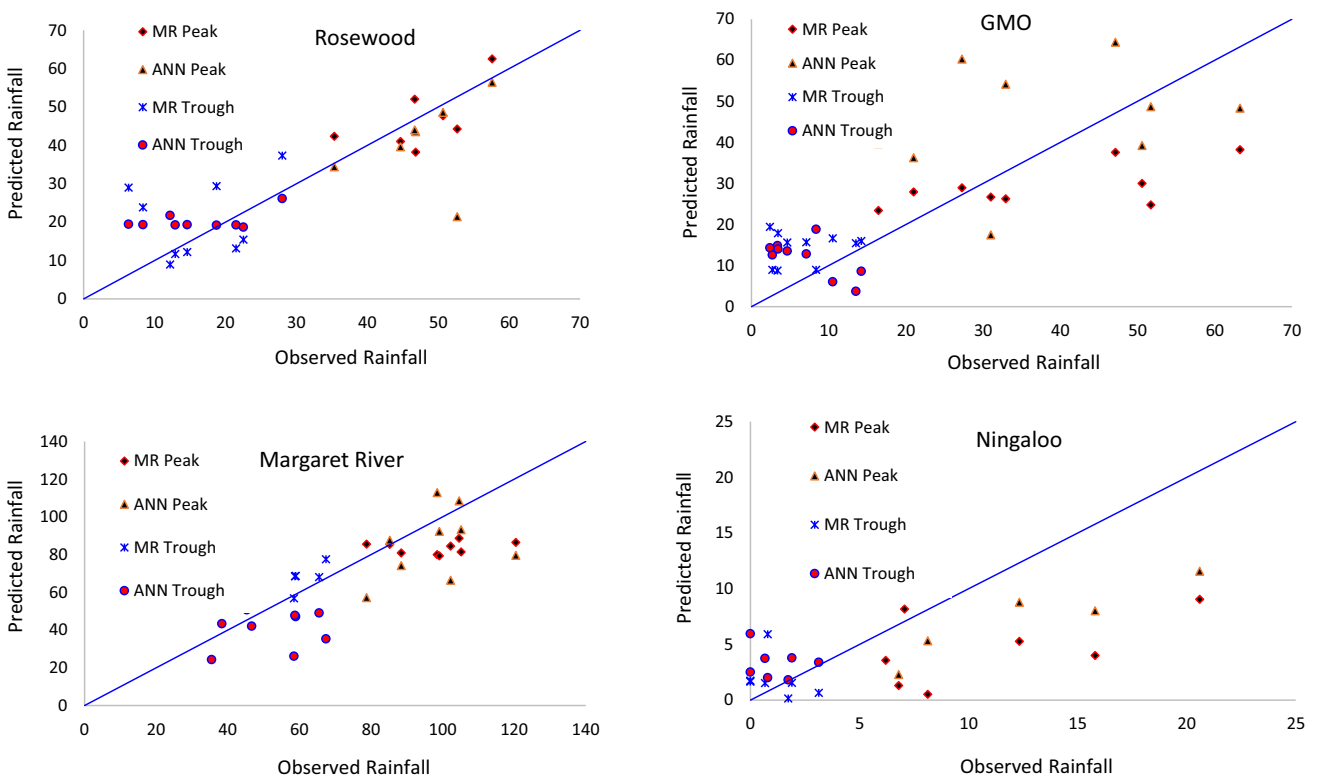 Rosewood
MR Peak
ANN Peak
MR Trough
ANN Trough
Predicted Rainfall
70
60
50
40
30
20
10
0
0 10 20 30 40 50 60 70
Observed Rainfall
GMO
MR Peak
ANN Peak
MR Trough
ANN Trough
Predicted Rainfall
70
60
50
40
30
20
10
0
0 10 20 30 40 50 60 70
Observed Rainfall
Margaret River
MR Peak
ANN Peak
MR Trough
ANN Trough
Predicted Rainfall
140
120
100
80
60
40
20
0
0 20 40 60 80 100 120 140
Observed Rainfall
Ningaloo
MR Peak
ANN Peak
MR Trough
ANN Trough
Predicted Rainfall
25
20
15
10
5
0
0 5 10 15 20 25
Observed Rainfall